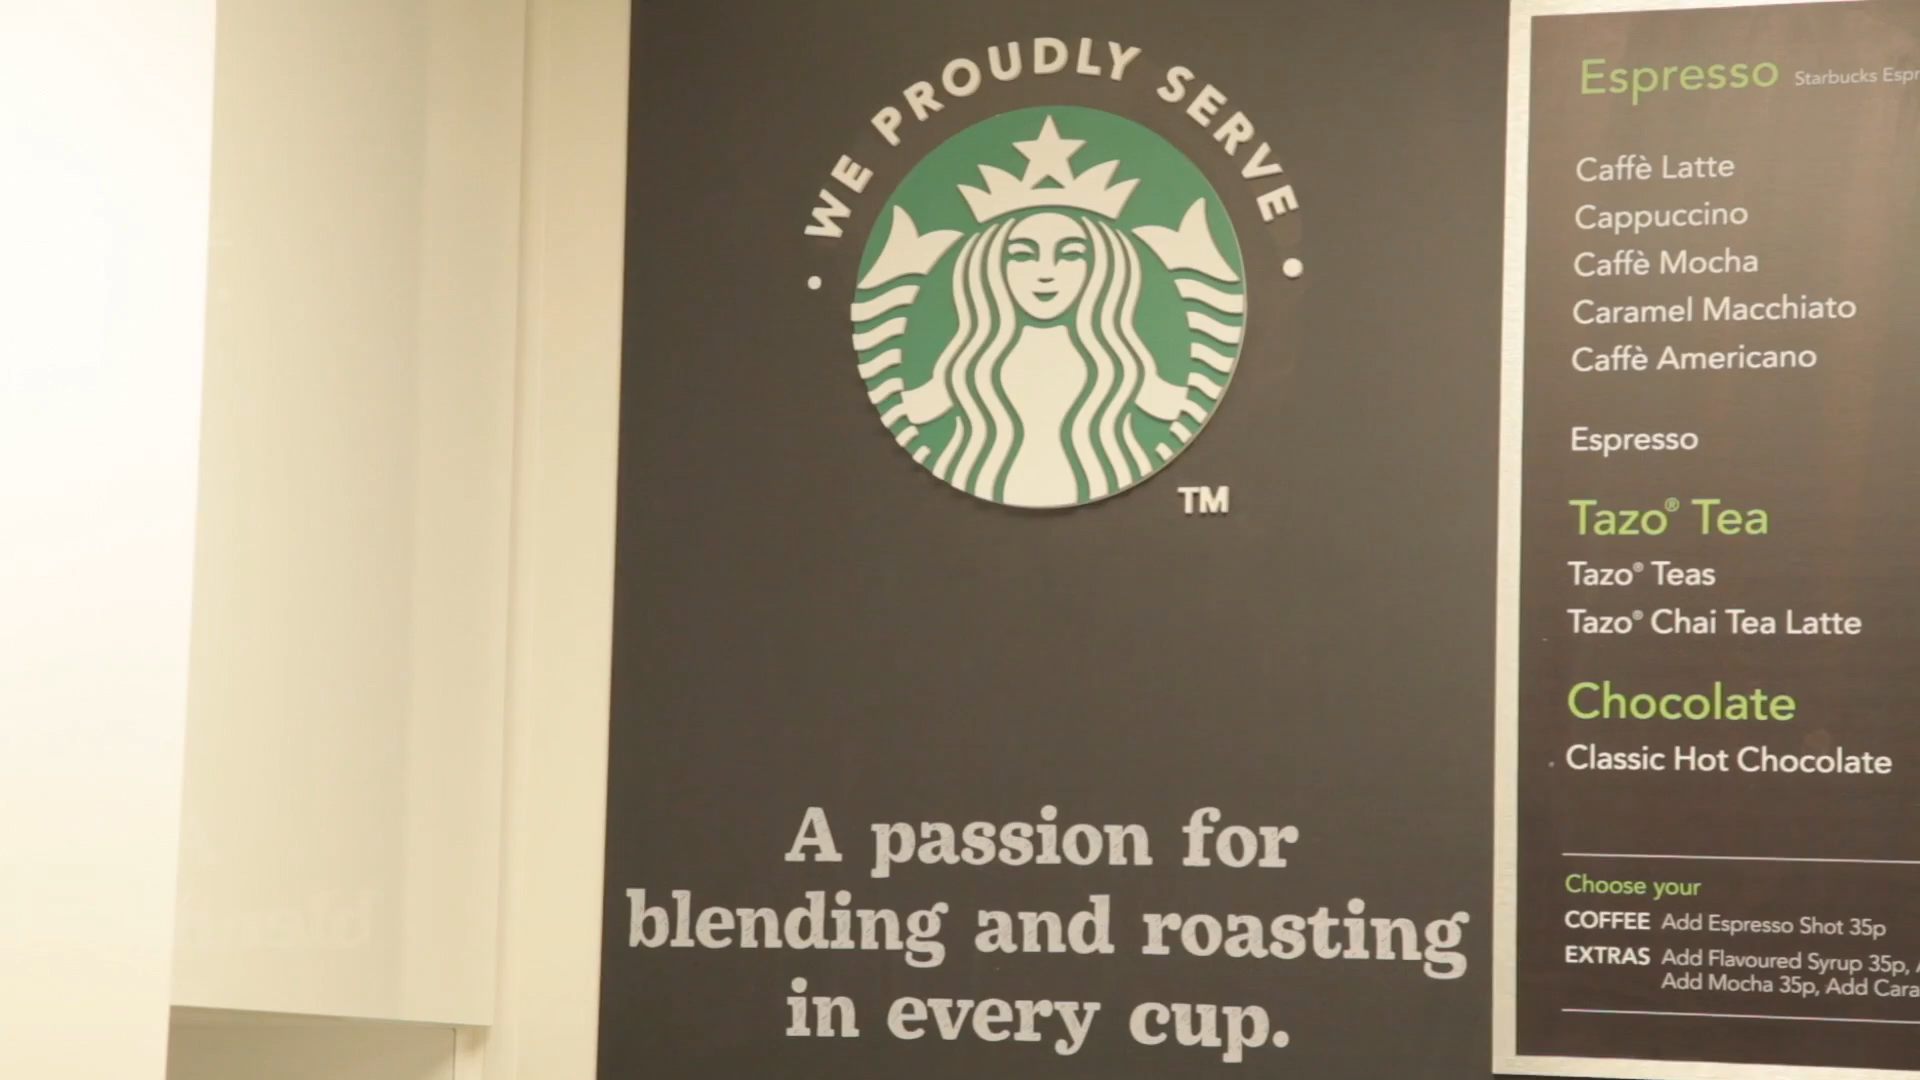 WE PROUDLY SERVE
TM
A passion for
blending and roasting
in every cup.
Espresso Starbucks
Caffè Latte
Cappuccino
Caffè Mocha
Caramel Macchiato
Caffè Americano
Espresso
Tazo® Tea
Tazo® Teas
Tazo® Chai Tea Latte
Chocolate
Classic Hot Chocolate
Choose your
COFFEE Add Espresso Shot 35p
EXTRAS Add Flavoured Syrup 35p,
Add Mocha 35p, Add